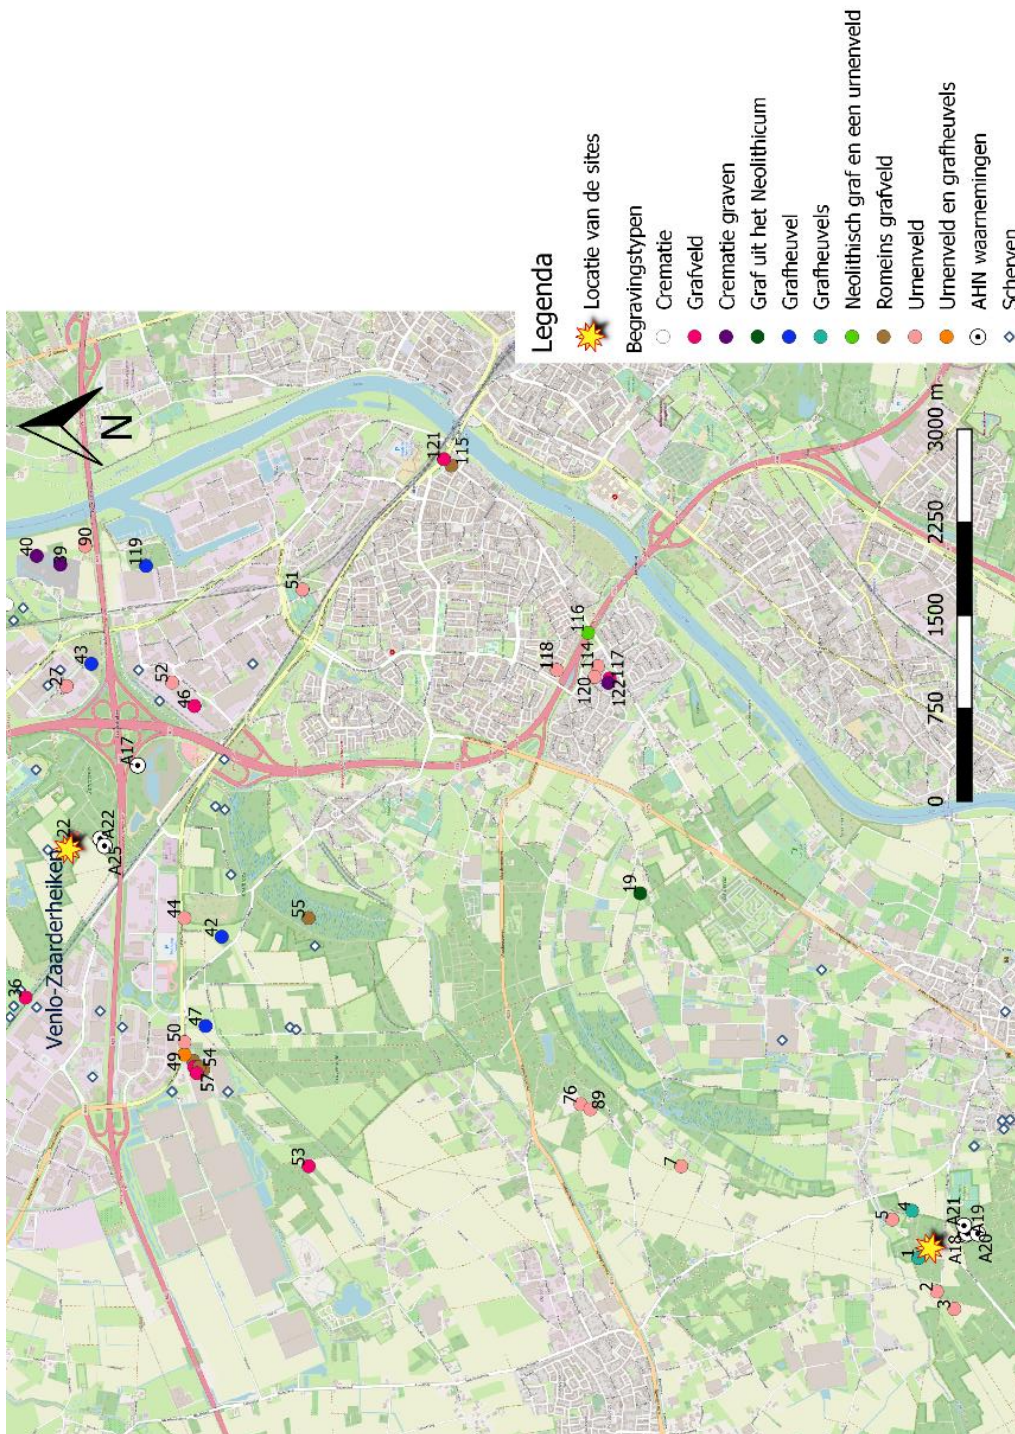 Legenda
Locatie van de sites
Begravingstypen
Crematie
Grafveld
Crematie graven
Graf uit het Neolithicum
Grafheuvel
Grafheuvels
Neolithisch graf en een urnenveld
Romeins grafveld
Urnenveld
Urnenveld en grafheuvels
AHN waarnemingen
Scherven
N
0 750 1500 2250 3000 m
Venlo-Zaarderheiken
36
22
A22
A25
A17
27
43
40
39
90
119
52
46
51
121
115
44
42
55
50
49
47
54
57
53
118
116
114
120
117
122
19
76
89
7
5
4
1
2
3
A21
A19
A18
A20